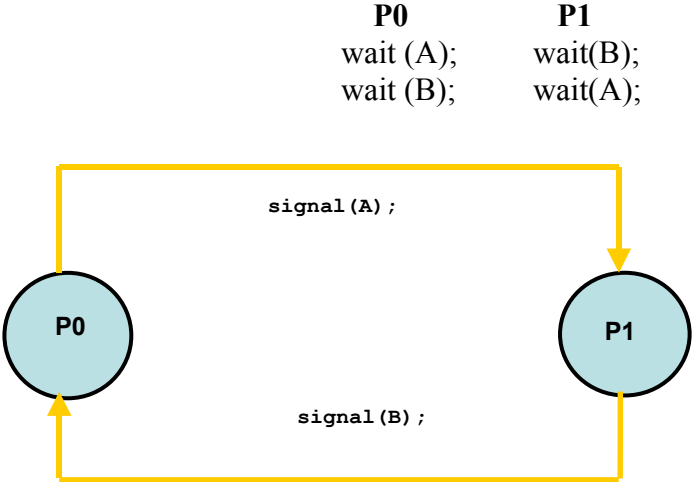 P0 P1
wait (A); wait(B);
wait (B); wait(A);
signal(A);
P0 P1
signal(B);